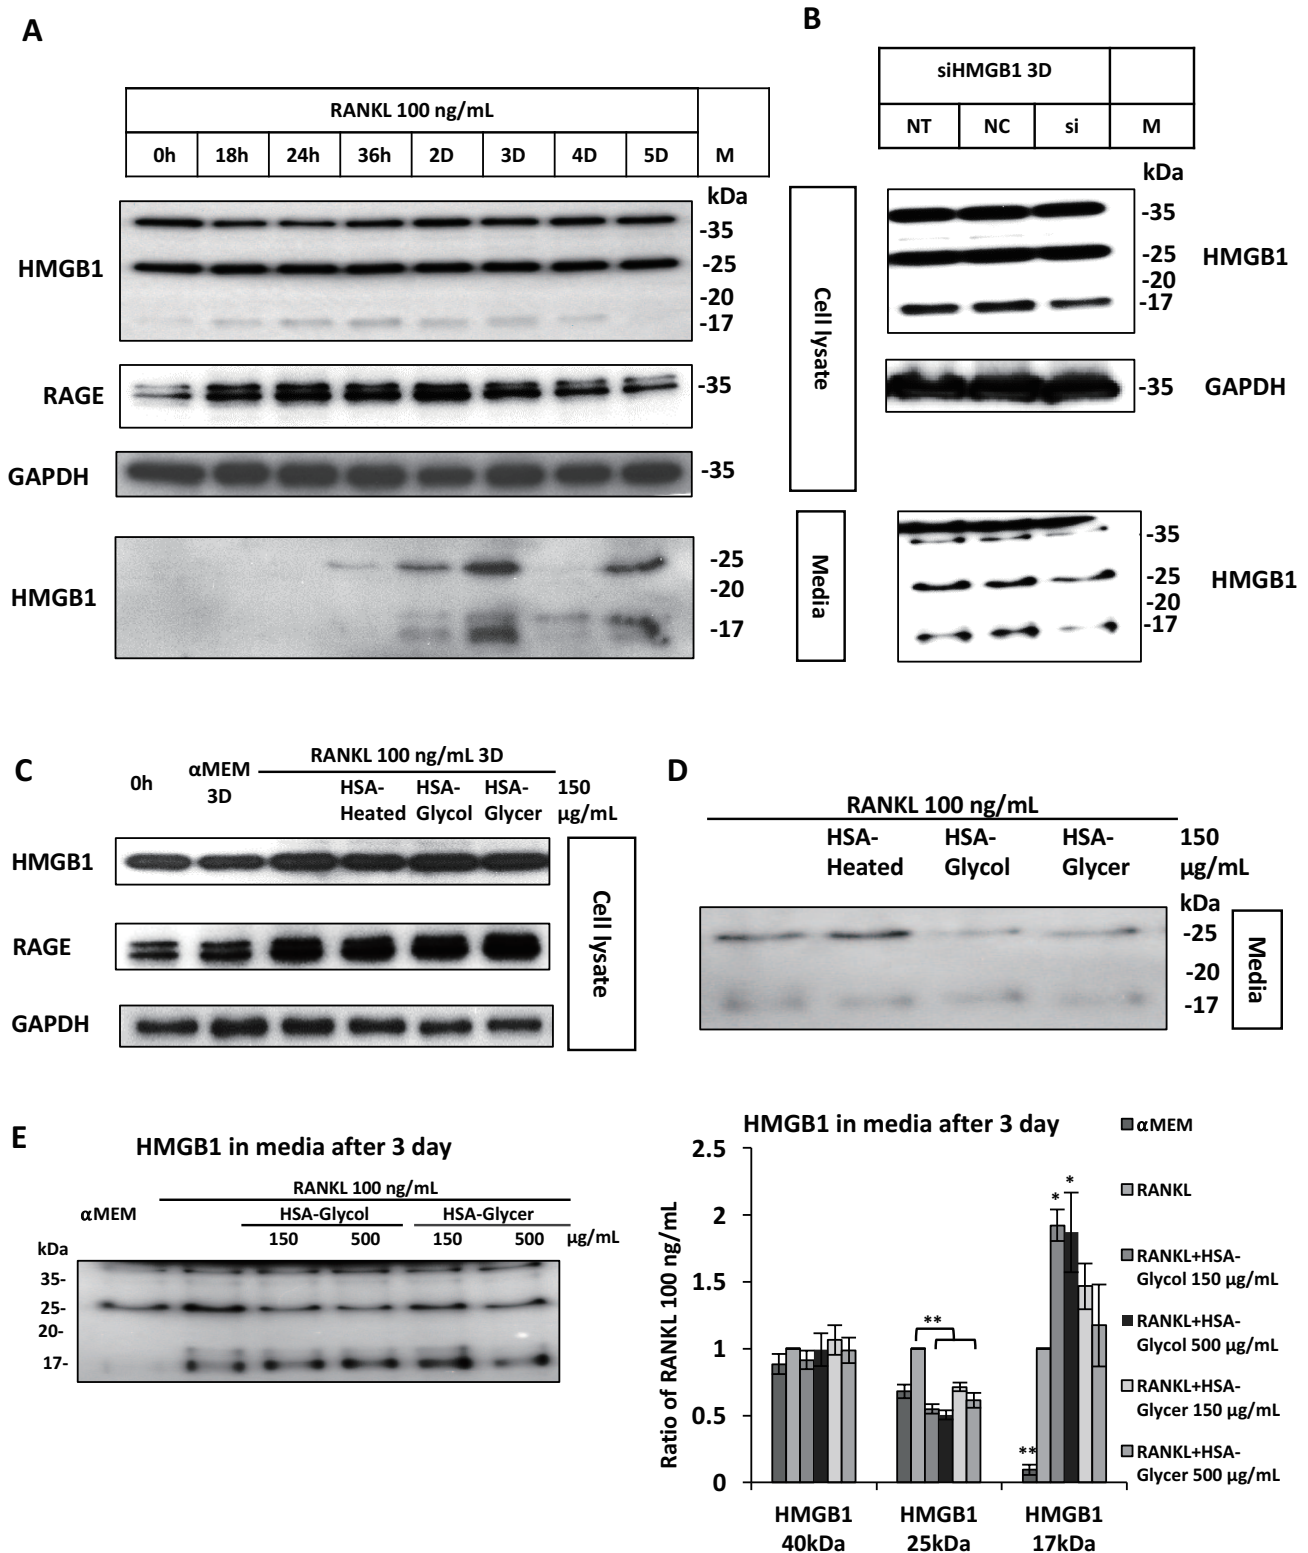 A
RANKL 100 ng/mL
0h 18h 24h 36h 2D 3D 4D 5D M
kDa
HMGB1
-35
-25
-20
-17
RAGE
-35
GAPDH
-35
HMGB1
-25
-20
-17
Cell lysate
Media
B
siHMGB1 3D
NT NC si M
kDa
-35
-25
-20
-17
HMGB1
-35
GAPDH
-35
-25
-20
-17
HMGB1
C
0h
αMEM
3D
RANKL 100 ng/mL 3D
HSA-
Heated
HSA-
Glycol
HSA-
Glycer
150
µg/mL
HMGB1
RAGE
GAPDH
Cell lysate
D
RANKL 100 ng/mL
HSA-
Heated
HSA-
Glycol
HSA-
Glycer
150
µg/mL
kDa
-25
-20
-17
Media
E
HMGB1 in media after 3 day
RANKL 100 ng/mL
αMEM
HSA-Glycol HSA-Glycer
150 500 150 500 µg/mL
kDa
35-
25-
20-
17-
HMGB1 in media after 3 day
Ratio of RANKL 100 ng/mL
2.5
2
1.5
1
0.5
0
**
**
*
*
HMGB1
40kDa
HMGB1
25kDa
HMGB1
17kDa
αMEM
RANKL
RANKL+HSA-
Glycol 150 µg/mL
RANKL+HSA-
Glycol 500 µg/mL
RANKL+HSA-
Glycer 150 µg/mL
RANKL+HSA-
Glycer 500 µg/mL